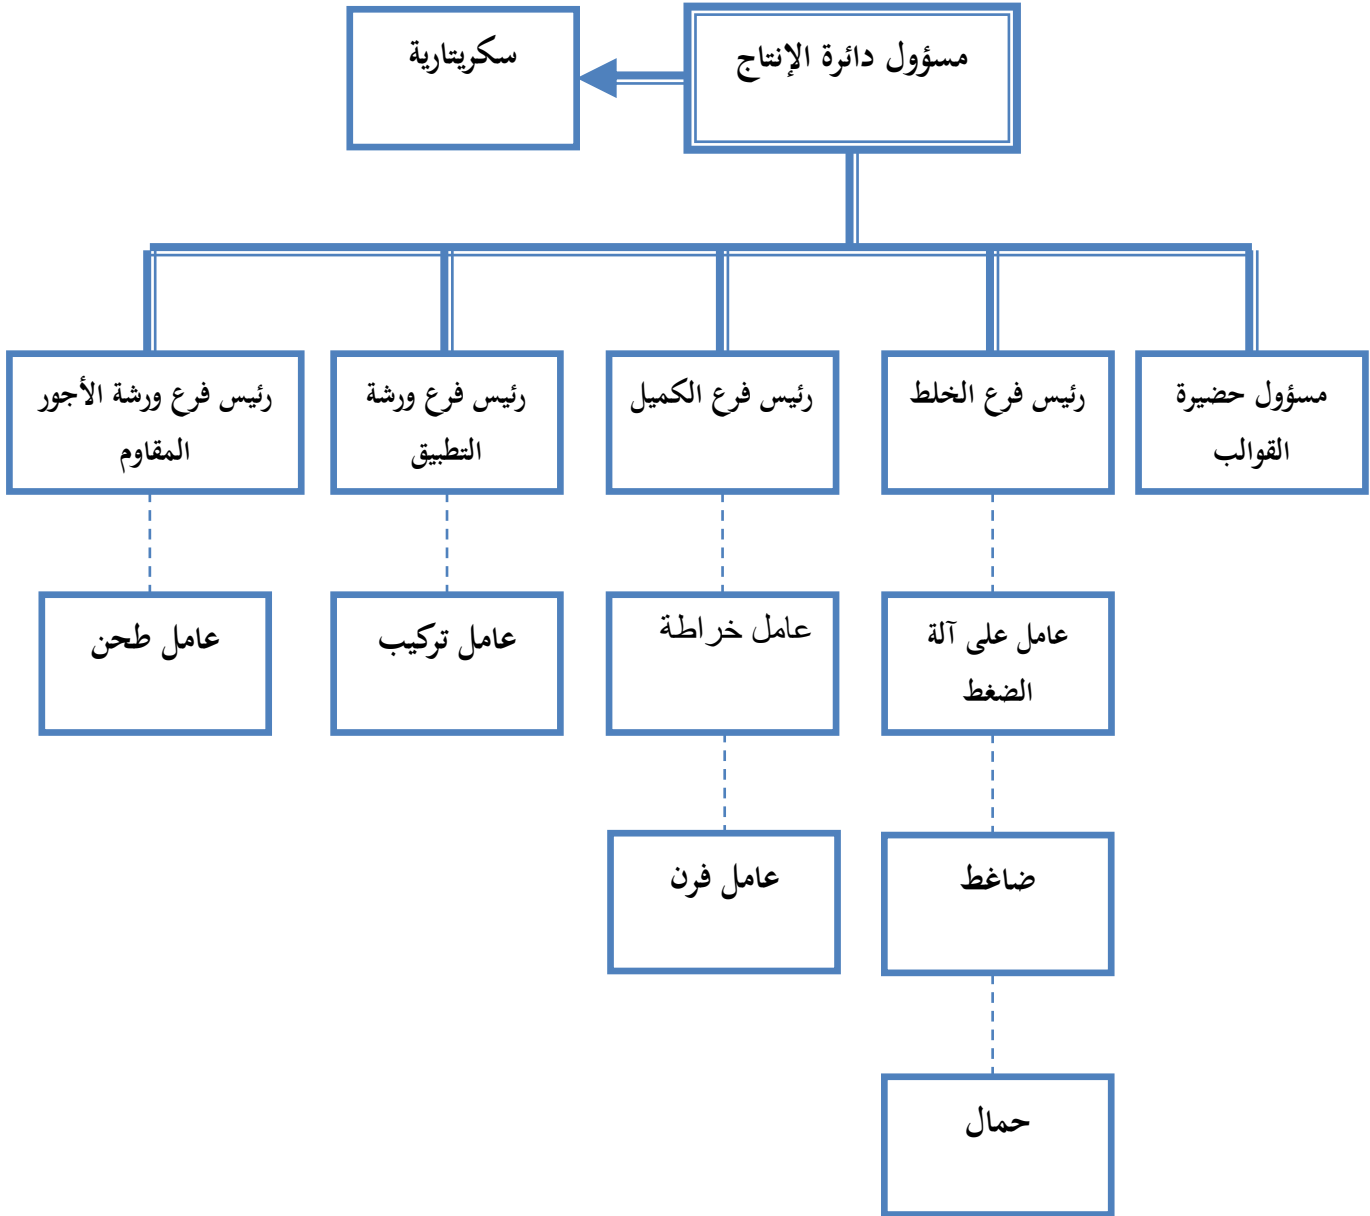 مسؤول دائرة الإنتاج
سكريتارية
مسؤول حضيرة
القوالب
رئيس فرع الخلط
رئيس فرع الكميل
رئيس فرع ورشة
التطبيق
رئيس فرع ورشة الأجور
المقاوم
عامل على آلة
الضغط
عامل خراطة
عامل تركيب
عامل طحن
ضاغط
عامل فرن
حمال